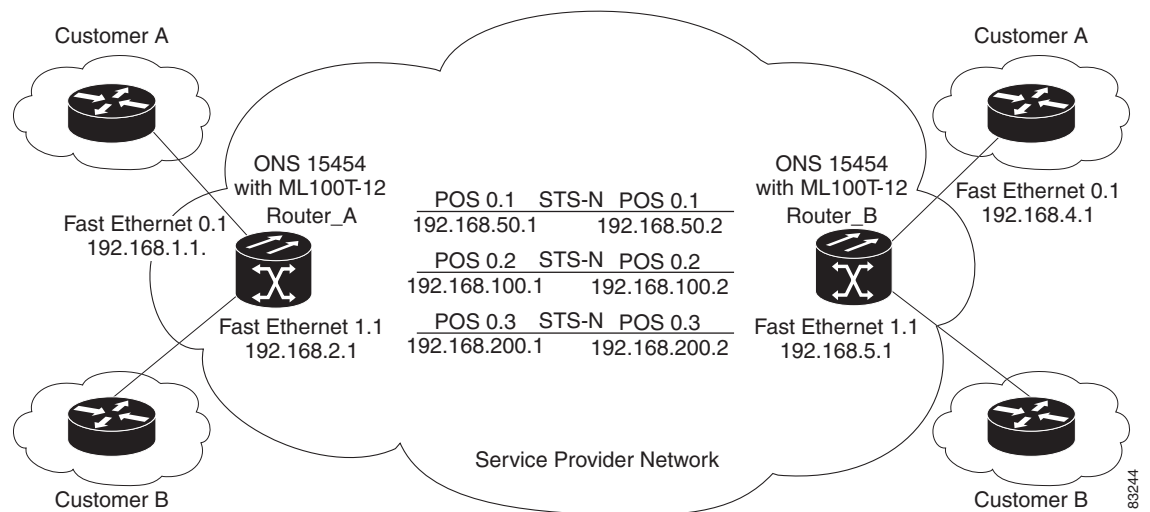 Customer A
Customer A
ONS 15454
with ML100T-12
Router_A
ONS 15454
with ML100T-12
Router_B
Fast Ethernet 0.1
192.168.1.1.
Fast Ethernet 0.1
192.168.4.1
POS 0.1 STS-N POS 0.1
192.168.50.1 192.168.50.2
POS 0.2 STS-N POS 0.2
192.168.100.1 192.168.100.2
POS 0.3 STS-N POS 0.3
192.168.200.1 192.168.200.2
Fast Ethernet 1.1
192.168.2.1
Fast Ethernet 1.1
192.168.5.1
Service Provider Network
Customer B
Customer B
83244